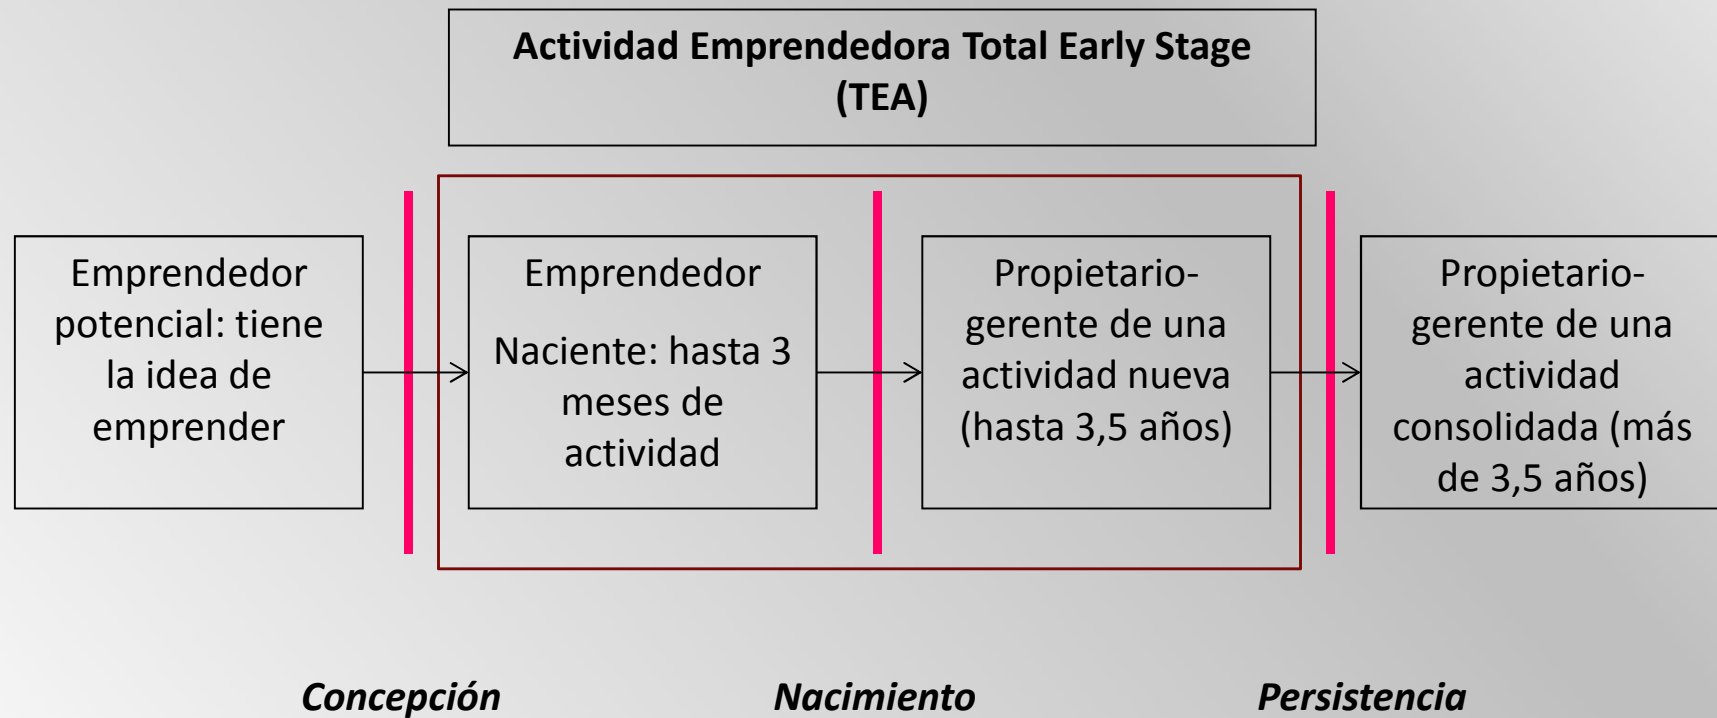 Actividad Emprendedora Total Early Stage
(TEA)
Emprendedor
potencial: tiene
la idea de
emprender
Emprendedor
Naciente: hasta 3
meses de
actividad
Propietario-
gerente de una
actividad nueva
(hasta 3,5 años)
Propietario-
gerente de una
actividad
consolidada (más
de 3,5 años)
Concepción
Nacimiento
Persistencia